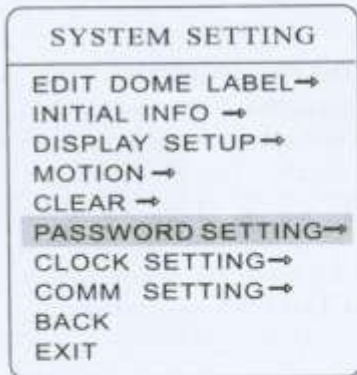 SYSTEM SETTING
EDIT DOME LABEL→
INITIAL INFO →
DISPLAY SETUP→
MOTION→
CLEAR→
PASSWORD SETTING→
CLOCK SETTING→
COMM SETTING→
BACK
EXIT